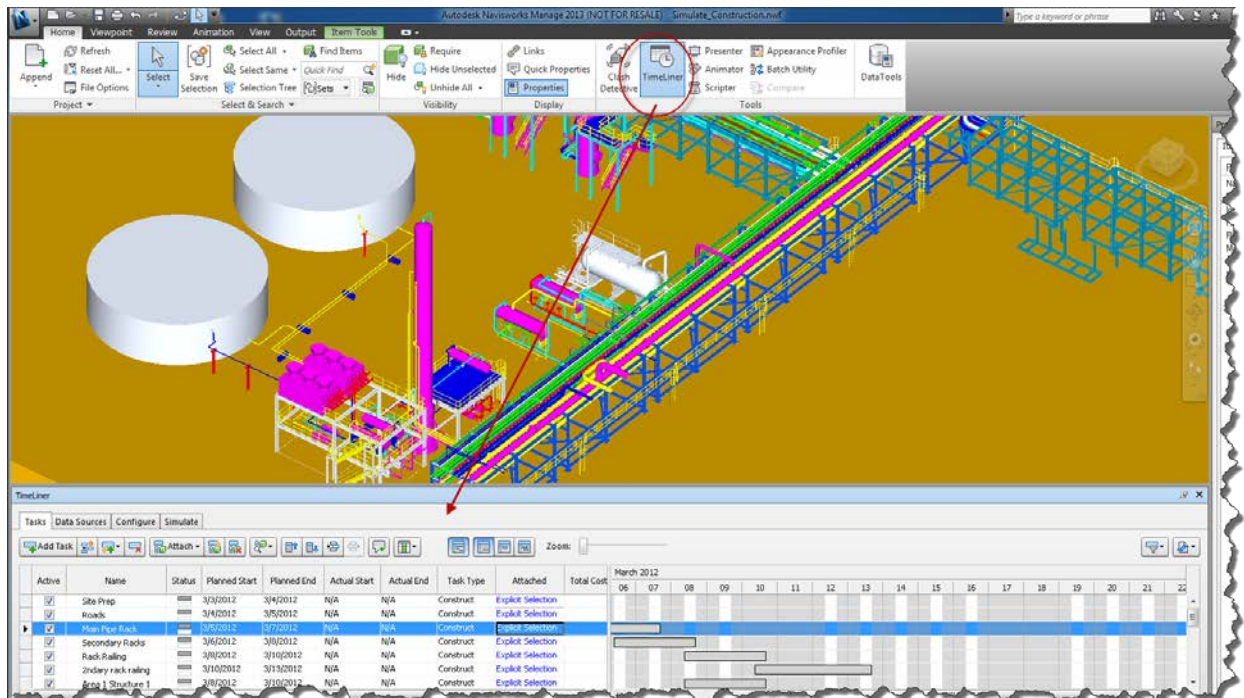 Autodesk Navisworks Manage 2013 (NOT FOR RESALE) Simulate_Construction.nwf
Type a keyword or phrase
Home Viewpoint Review Animation View Output Item Tools
Append
Refresh
Reset All...
File Options
Project
Select
Save Selection
Select All
Select Same
Selection Tree
Find Items
Quick Find
Sets
Select & Search
Hide
Require
Hide Unselected
Unhide All
Visibility
Links
Quick Properties
Properties
Display
Clash Detective
TimeLiner
Presenter
Animator
Scripter
Appearance Profiler
Batch Utility
Compare
Tools
DataTools
TimeLiner
Tasks Data Sources Configure Simulate
Add Task Attach Zoom:
Active Name Status Planned Start Planned End Actual Start Actual End Task Type Attached Total Cost
March 2012
06 07 08 09 10 11 12 13 14 15 16 17 18 19 20 21 22
Site Prep 3/3/2012 3/4/2012 N/A N/A Construct Explicit Selection
Roads 3/4/2012 3/5/2012 N/A N/A Construct Explicit Selection
Main Pipe Rack 3/5/2012 3/7/2012 N/A N/A Construct Explicit Selection
Secondary Racks 3/6/2012 3/8/2012 N/A N/A Construct Explicit Selection
Rack Railing 3/8/2012 3/10/2012 N/A N/A Construct Explicit Selection
2ndary rack railing 3/10/2012 3/13/2012 N/A N/A Construct Explicit Selection
Area 1 Structure 1 3/8/2012 3/10/2012 N/A N/A Construct Explicit Selection